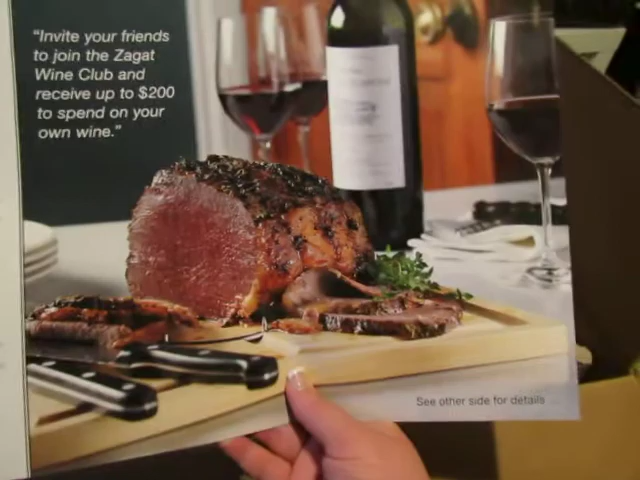 “Invite your friends
to join the Zagat
Wine Club and
receive up to $200
to spend on your
own wine.”
See other side for details